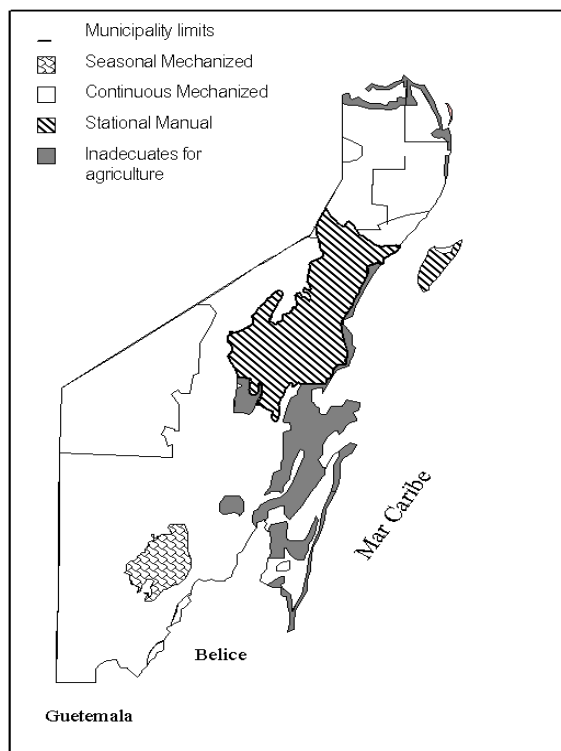 Municipality limits
Seasonal Mechanized
Continuous Mechanized
Stational Manual
Inadecuates for
agriculture
Mar Caribe
Belice
Guetemala